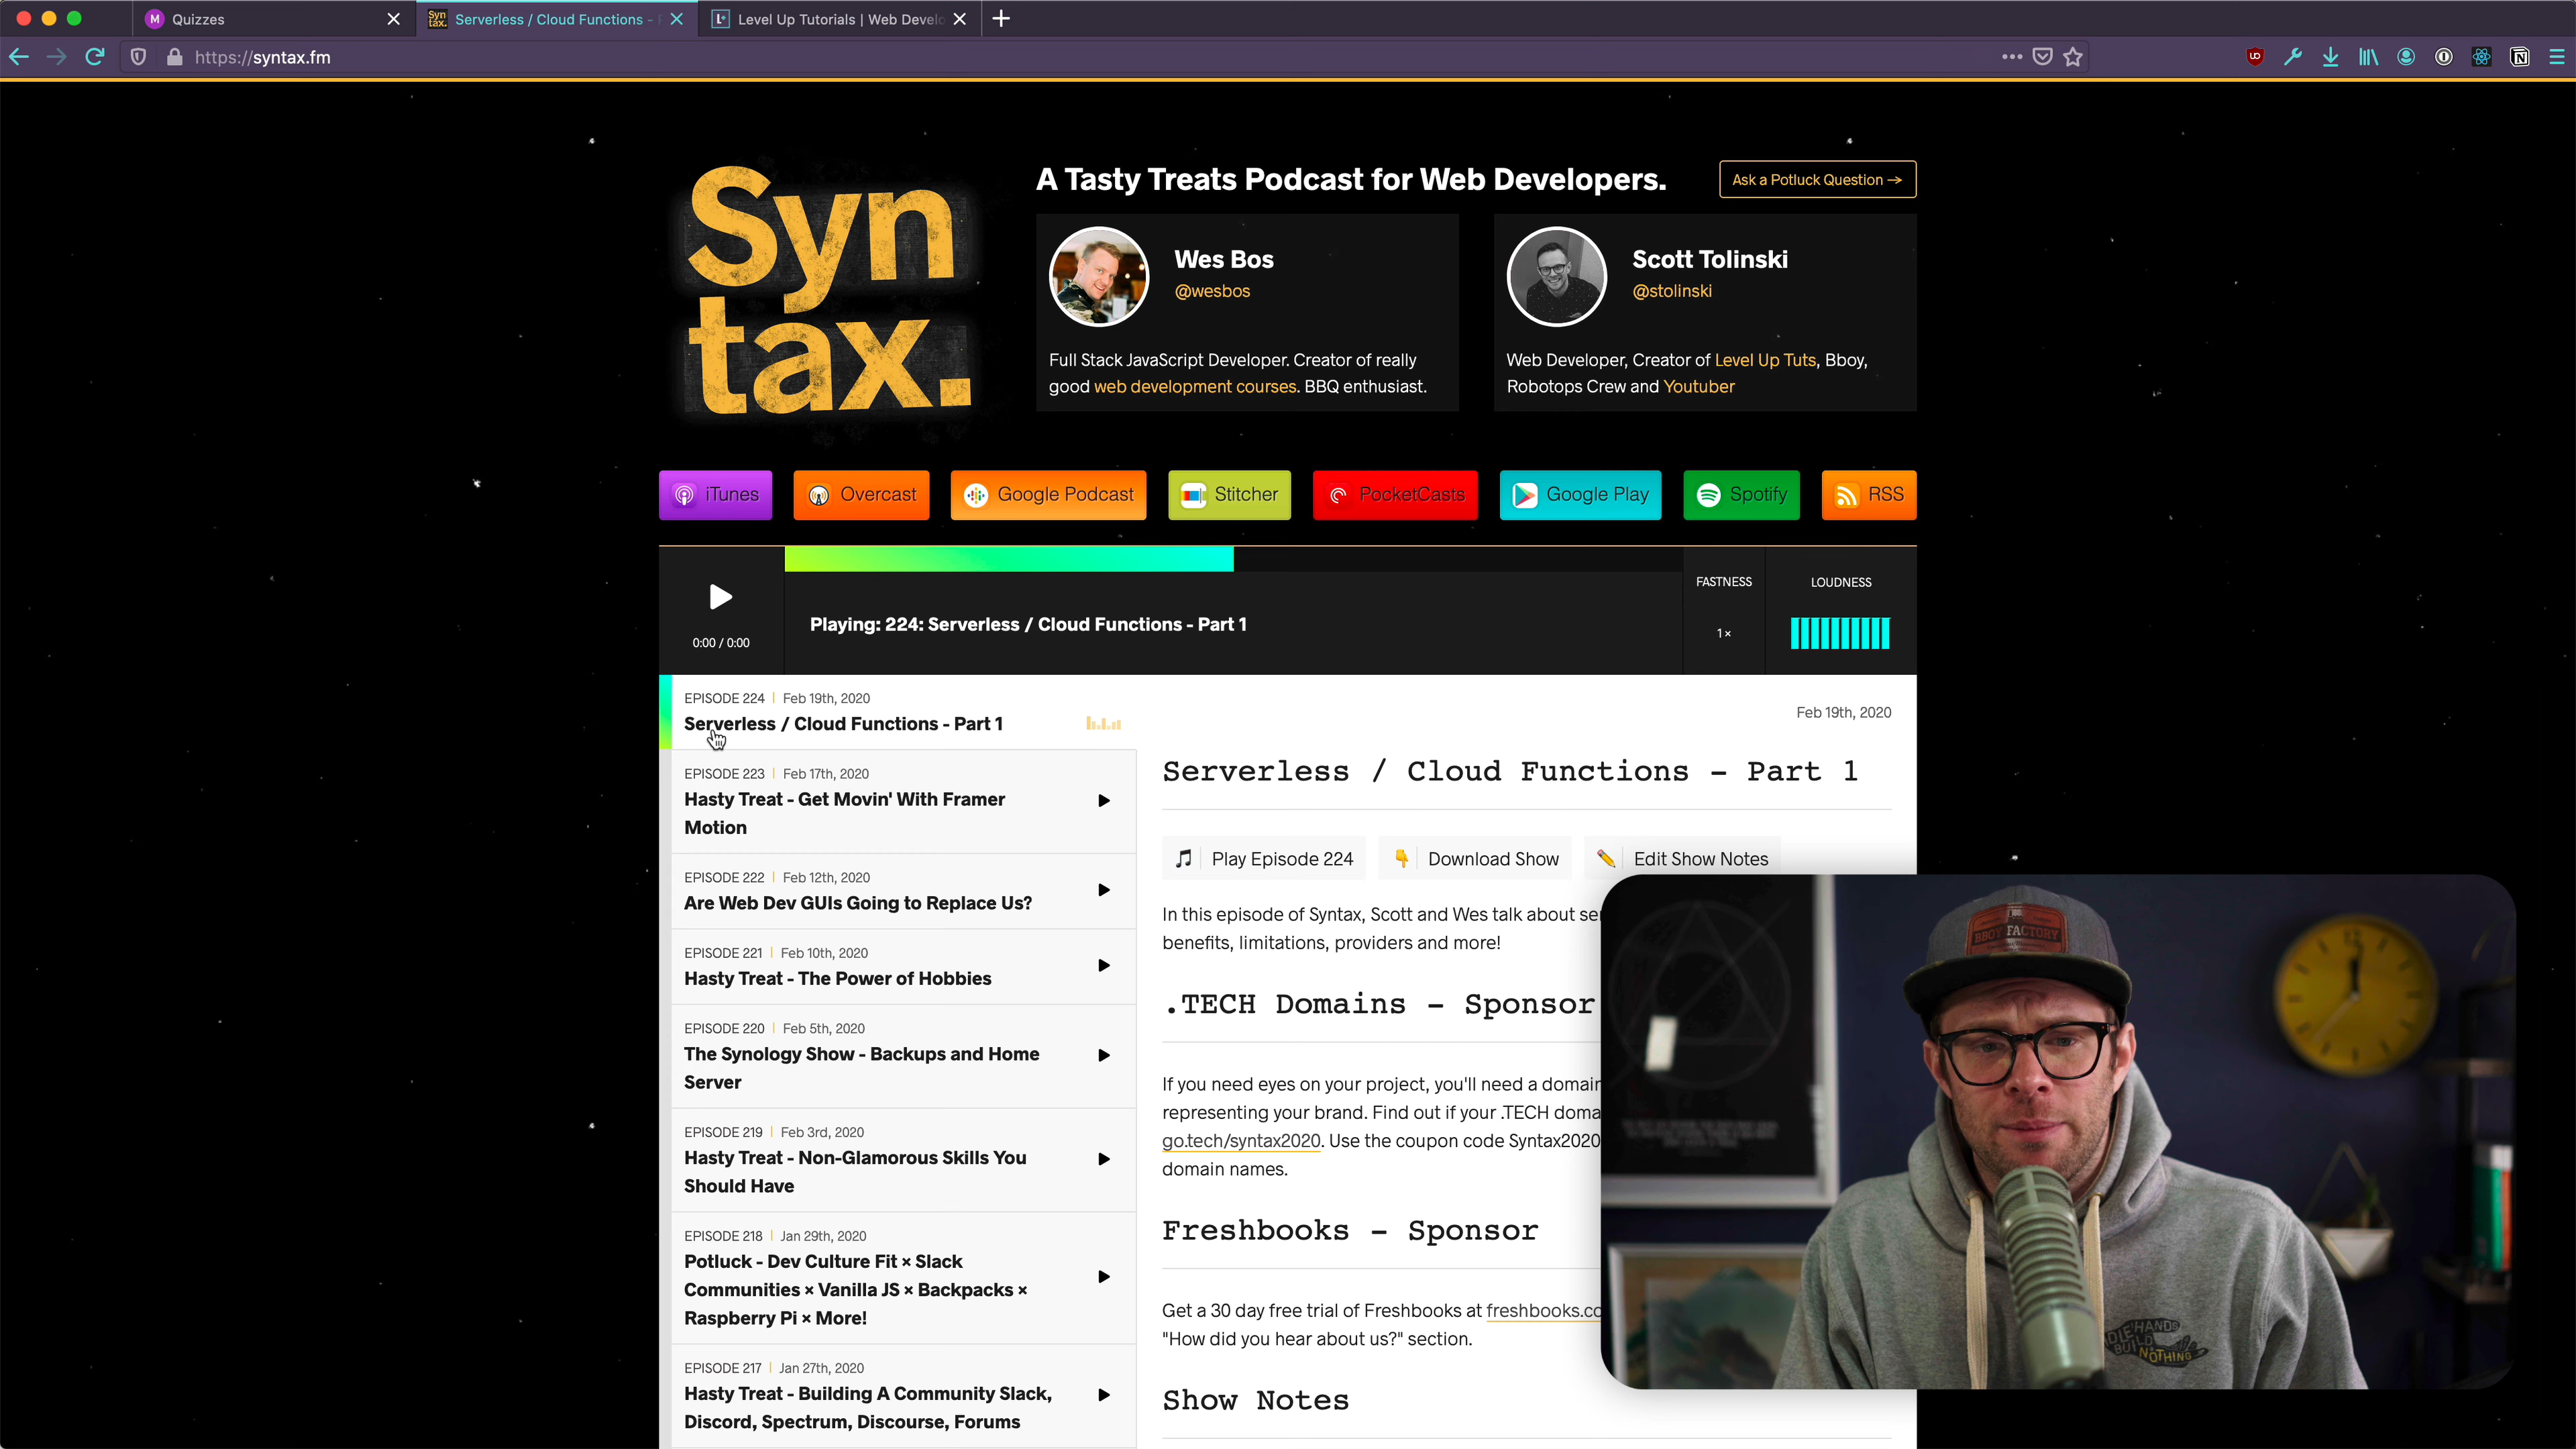 Quizzes
Serverless / Cloud Functions -
Level Up Tutorials | Web Develo
https://syntax.fm
Syn
tax.
A Tasty Treats Podcast for Web Developers.
Ask a Potluck Question →
Wes Bos
@wesbos
Full Stack JavaScript Developer. Creator of really
good web development courses. BBQ enthusiast.
Scott Tolinski
@stolinski
Web Developer, Creator of Level Up Tuts, Bboy,
Robotops Crew and Youtuber
iTunes
Overcast
Google Podcast
Stitcher
PocketCasts
Google Play
Spotify
RSS
0:00 / 0:00
Playing: 224: Serverless / Cloud Functions - Part 1
FASTNESS
1×
LOUDNESS
EPISODE 224 | Feb 19th, 2020
Serverless / Cloud Functions - Part 1
EPISODE 223 | Feb 17th, 2020
Hasty Treat - Get Movin' With Framer
Motion
EPISODE 222 | Feb 12th, 2020
Are Web Dev GUIs Going to Replace Us?
EPISODE 221 | Feb 10th, 2020
Hasty Treat - The Power of Hobbies
EPISODE 220 | Feb 5th, 2020
The Synology Show - Backups and Home
Server
EPISODE 219 | Feb 3rd, 2020
Hasty Treat - Non-Glamorous Skills You
Should Have
EPISODE 218 | Jan 29th, 2020
Potluck - Dev Culture Fit × Slack
Communities × Vanilla JS × Backpacks ×
Raspberry Pi × More!
EPISODE 217 | Jan 27th, 2020
Hasty Treat - Building A Community Slack,
Discord, Spectrum, Discourse, Forums
Feb 19th, 2020
Serverless / Cloud Functions - Part 1
Play Episode 224
Download Show
Edit Show Notes
In this episode of Syntax, Scott and Wes talk about se
benefits, limitations, providers and more!
.TECH Domains - Sponsor
If you need eyes on your project, you'll need a domain
representing your brand. Find out if your .TECH doma
go.tech/syntax2020. Use the coupon code Syntax2020
domain names.
Freshbooks - Sponsor
Get a 30 day free trial of Freshbooks at freshbooks.co
"How did you hear about us?" section.
Show Notes
BBOY FACTORY
IDLE HANDS
BUILD
NOTHING